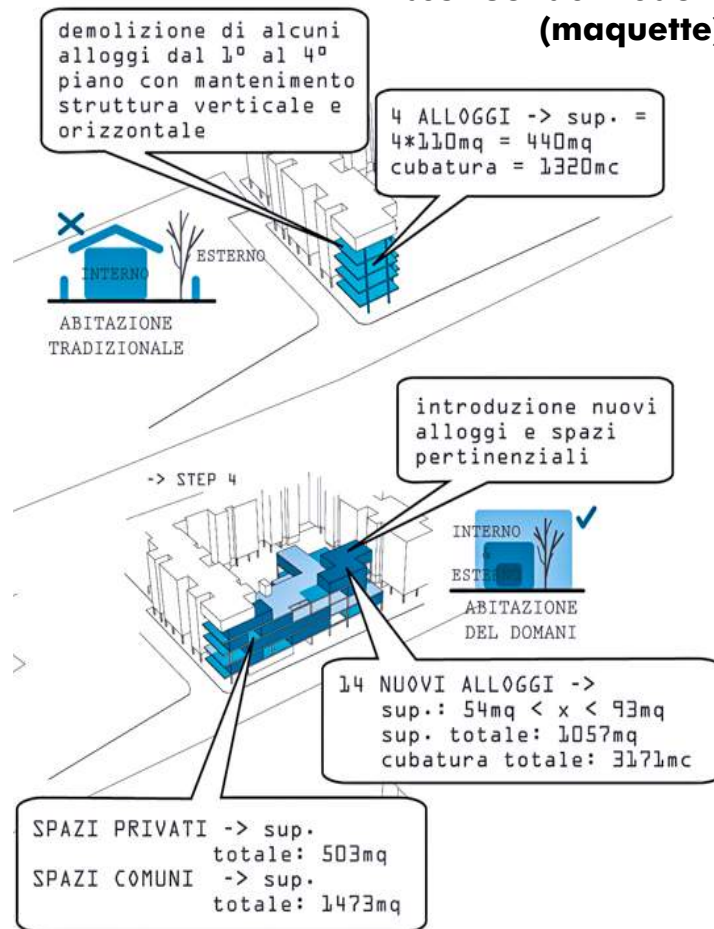 (maquette)
demolizione di alcuni
alloggi dal 1º al 4º
piano con mantenimento
struttura verticale e
orizzontale
4 ALLOGGI -> sup. =
4*110mq = 440mq
cubatura = 1320mc
ESTERNO
INTERNO
ABITAZIONE
TRADIZIONALE
introduzione nuovi
alloggi e spazi
pertinenziali
-> STEP 4
INTERNO
&
ESTERNO
ABITAZIONE
DEL DOMANI
14 NUOVI ALLOGGI ->
sup.: 54mq < x < 93mq
sup. totale: 1057mq
cubatura totale: 3171mc
SPAZI PRIVATI -> sup.
totale: 503mq
SPAZI COMUNI -> sup.
totale: 1473mq